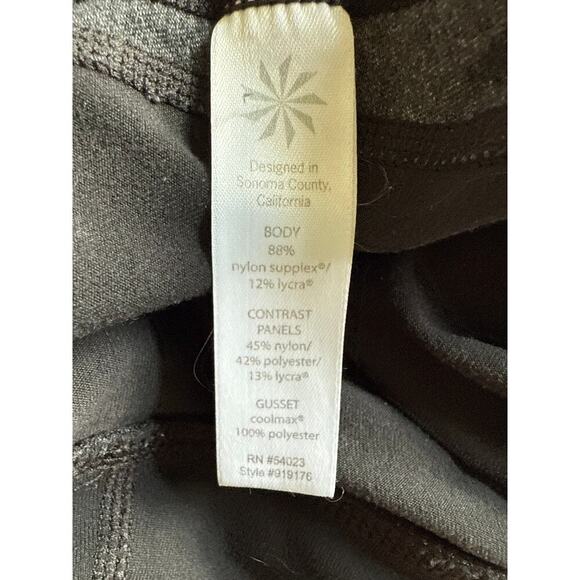 Designed in
Sonoma County,
California
BODY
88%
nylon supplex®/
12% lycra®
CONTRAST
PANELS
45% nylon/
42% polyester/
13% lycra®
GUSSET
coolmax®
100% polyester
RN #54023
Style #919176